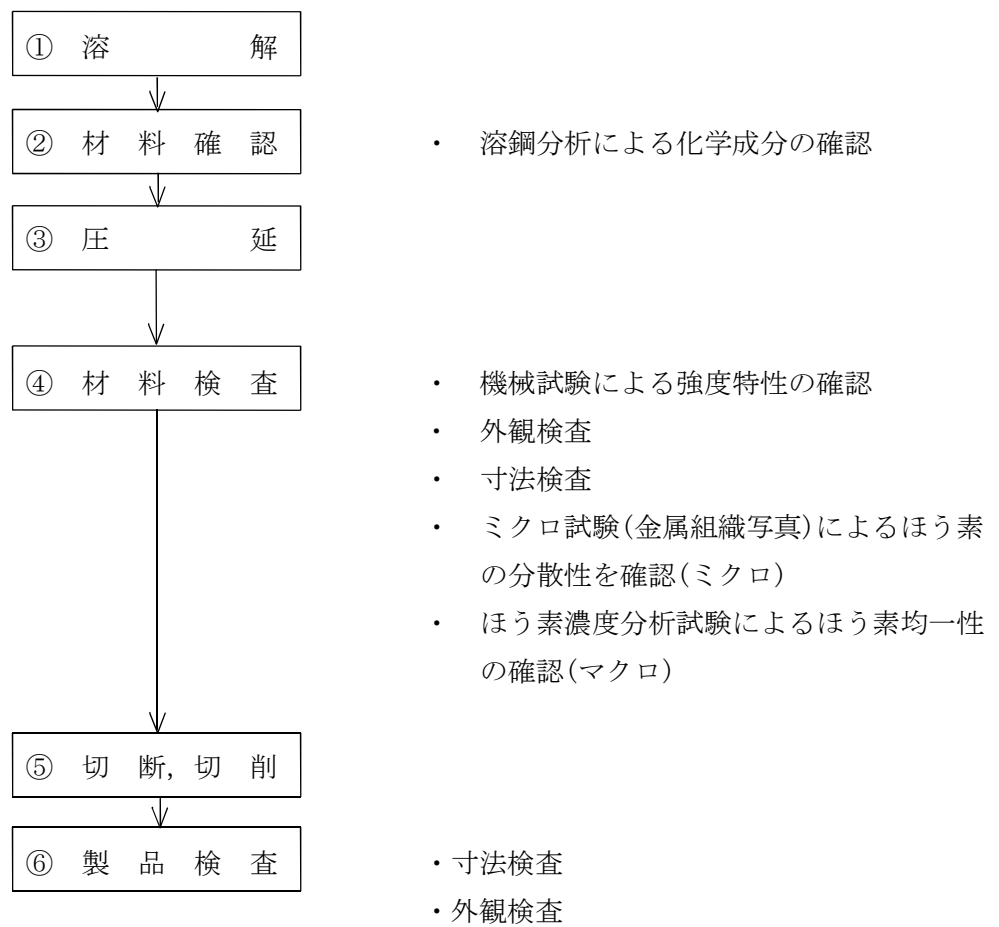 ① 溶 解
② 材 料 確 認
・ 溶鋼分析による化学成分の確認
③ 圧 延
④ 材 料 検 査
・ 機械試験による強度特性の確認
・ 外観検査
・ 寸法検査
・ ミクロ試験(金属組織写真)によるほう素
の分散性を確認(ミクロ)
・ ほう素濃度分析試験によるほう素均一性
の確認(マクロ)
⑤ 切 断, 切 削
⑥ 製 品 検 査
・寸法検査
・外観検査